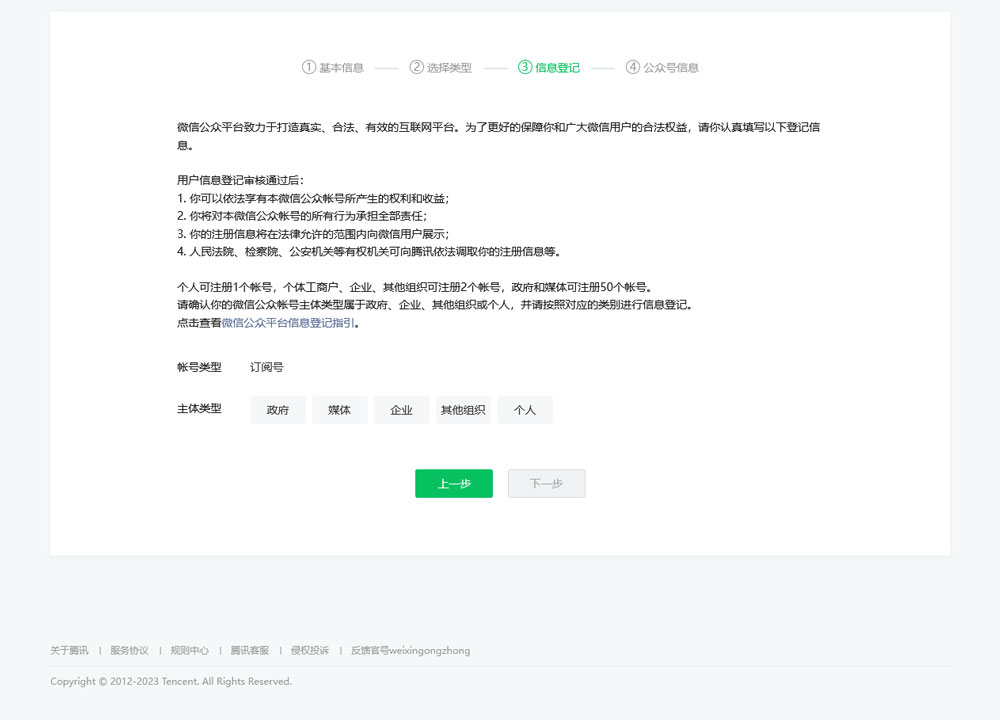 ① 基本信息 ② 选择类型 ③ 信息登记 ④ 公众号信息
微信公众平台致力于打造真实、合法、有效的互联网平台。为了更好的保障你和广大微信用户的合法权益，请你认真填写以下登记信
息。
用户信息登记审核通过后：
1. 你可以依法享有本微信公众帐号所产生的权利和收益；
2. 你将对本微信公众帐号的所有行为承担全部责任；
3. 你的注册信息将在法律允许的范围内向微信用户展示；
4. 人民法院、检察院、公安机关等有权机关可向腾讯依法调取你的注册信息等。
个人可注册1个帐号，个体工商户、企业、其他组织可注册2个帐号，政府和媒体可注册50个帐号。
请确认你的微信公众帐号主体类型属于政府、企业、其他组织或个人，并请按照对应的类别进行信息登记。
点击查看微信公众平台信息登记指引。
帐号类型 订阅号
主体类型 政府 媒体 企业 其他组织 个人
上一步 下一步
关于腾讯 | 服务协议 | 规则中心 | 腾讯客服 | 侵权投诉 | 反馈官号weixingongzhong
Copyright © 2012-2023 Tencent. All Rights Reserved.